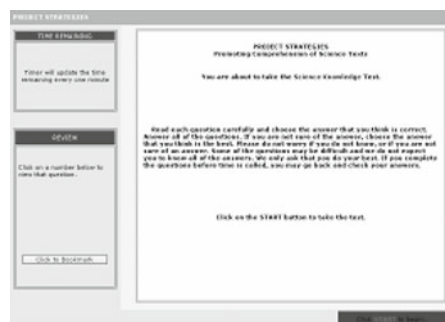 PROJECT STRATEGIES
TIME REMAINING
Timer will update the time
remaining every one minute
REVIEW
Click on a number below to
view that question.
Click to Bookmark
PROJECT STRATEGIES
Promoting Comprehension of Science Texts
You are about to take the Science Knowledge Test.
Read each question carefully and choose the answer that you think is correct.
Answer all of the questions. If you are not sure of the answer, choose the answer
that you think is the best. Please do not worry if you do not know, or if you are not
sure of an answer. Some of the questions may be difficult and we do not expect
you to know all of the answers. We only ask that you do your best. If you complete
the questions before time is called, you may go back and check your answers.
Click on the START button to take the test.
Click START to begin